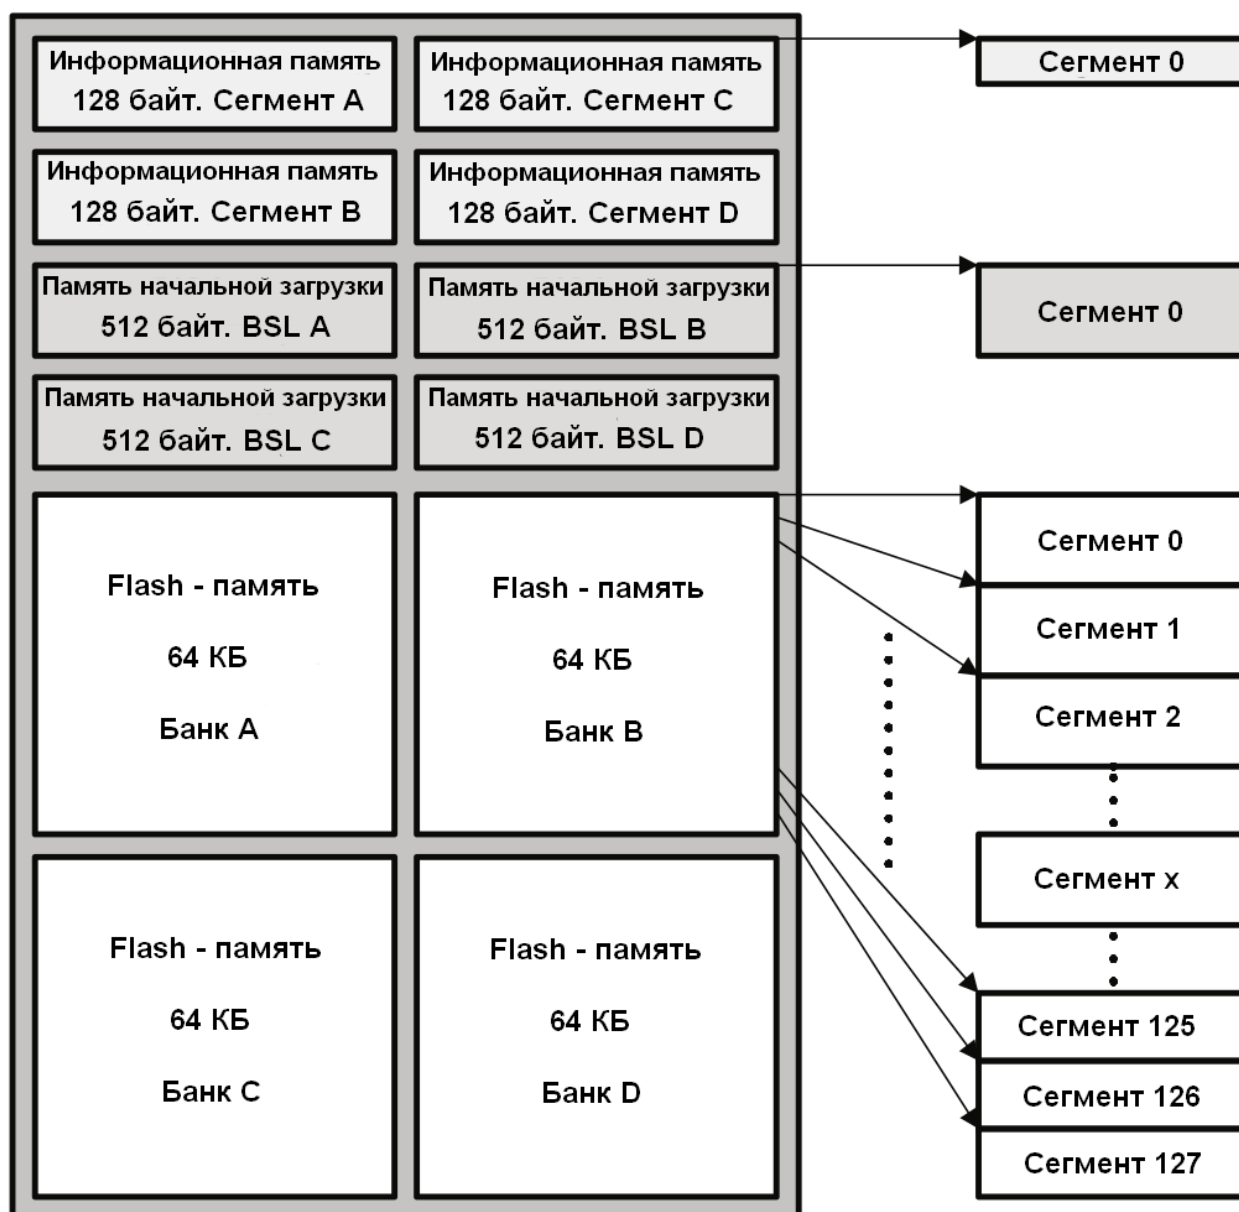 Информационная память
128 байт. Сегмент A
Информационная память
128 байт. Сегмент C
Сегмент 0
Информационная память
128 байт. Сегмент B
Информационная память
128 байт. Сегмент D
Память начальной загрузки
512 байт. BSL A
Память начальной загрузки
512 байт. BSL B
Сегмент 0
Память начальной загрузки
512 байт. BSL C
Память начальной загрузки
512 байт. BSL D
Flash - память
64 КБ
Банк A
Flash - память
64 КБ
Банк B
Сегмент 0
Сегмент 1
Сегмент 2
Сегмент x
Flash - память
64 КБ
Банк C
Flash - память
64 КБ
Банк D
Сегмент 125
Сегмент 126
Сегмент 127